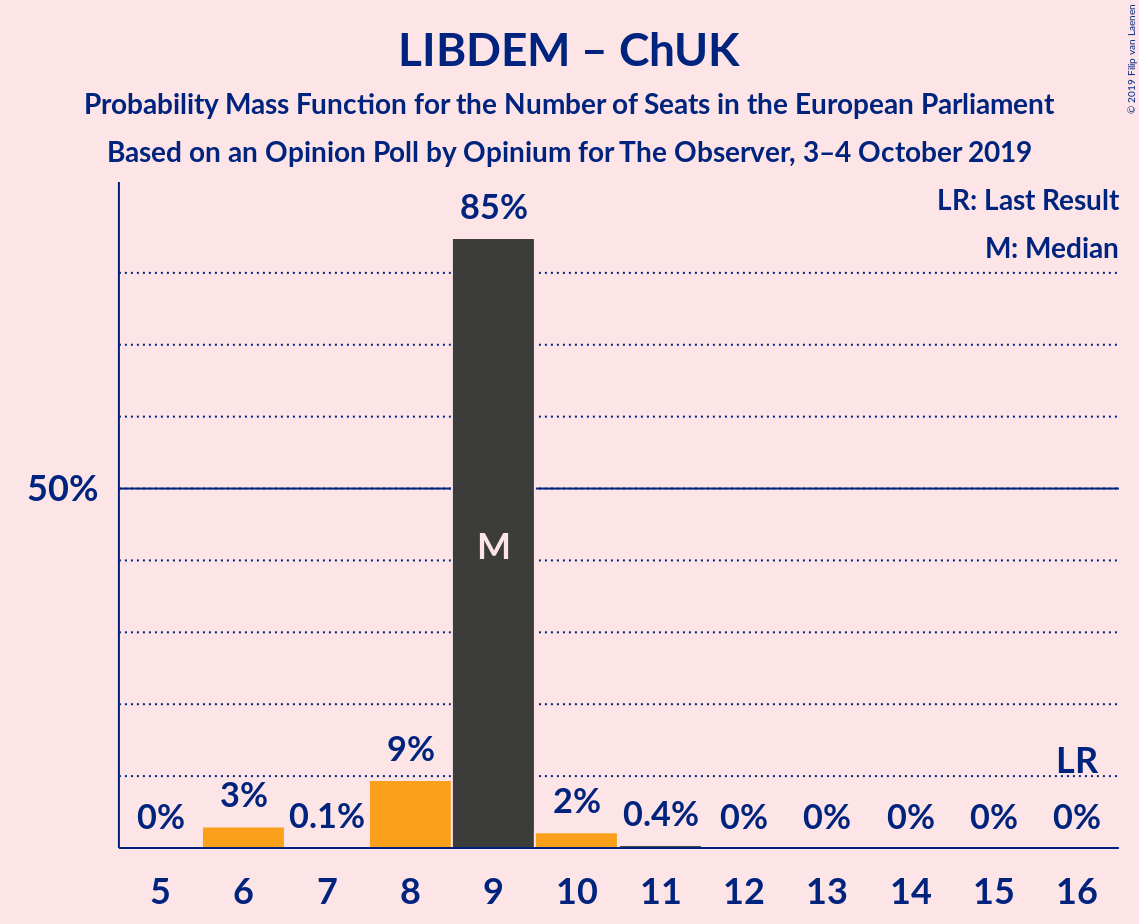 LIBDEM – ChUK
Probability Mass Function for the Number of Seats in the European Parliament
Based on an Opinion Poll by Opinium for The Observer, 3–4 October 2019
© 2019 Filip van Laenen
LR: Last Result
M: Median
85%
50%
M
9%
LR
3%
2%
0%
0.1%
0.4%
0%
0%
0%
0%
0%
5 6 7 8 9 10 11 12 13 14 15 16